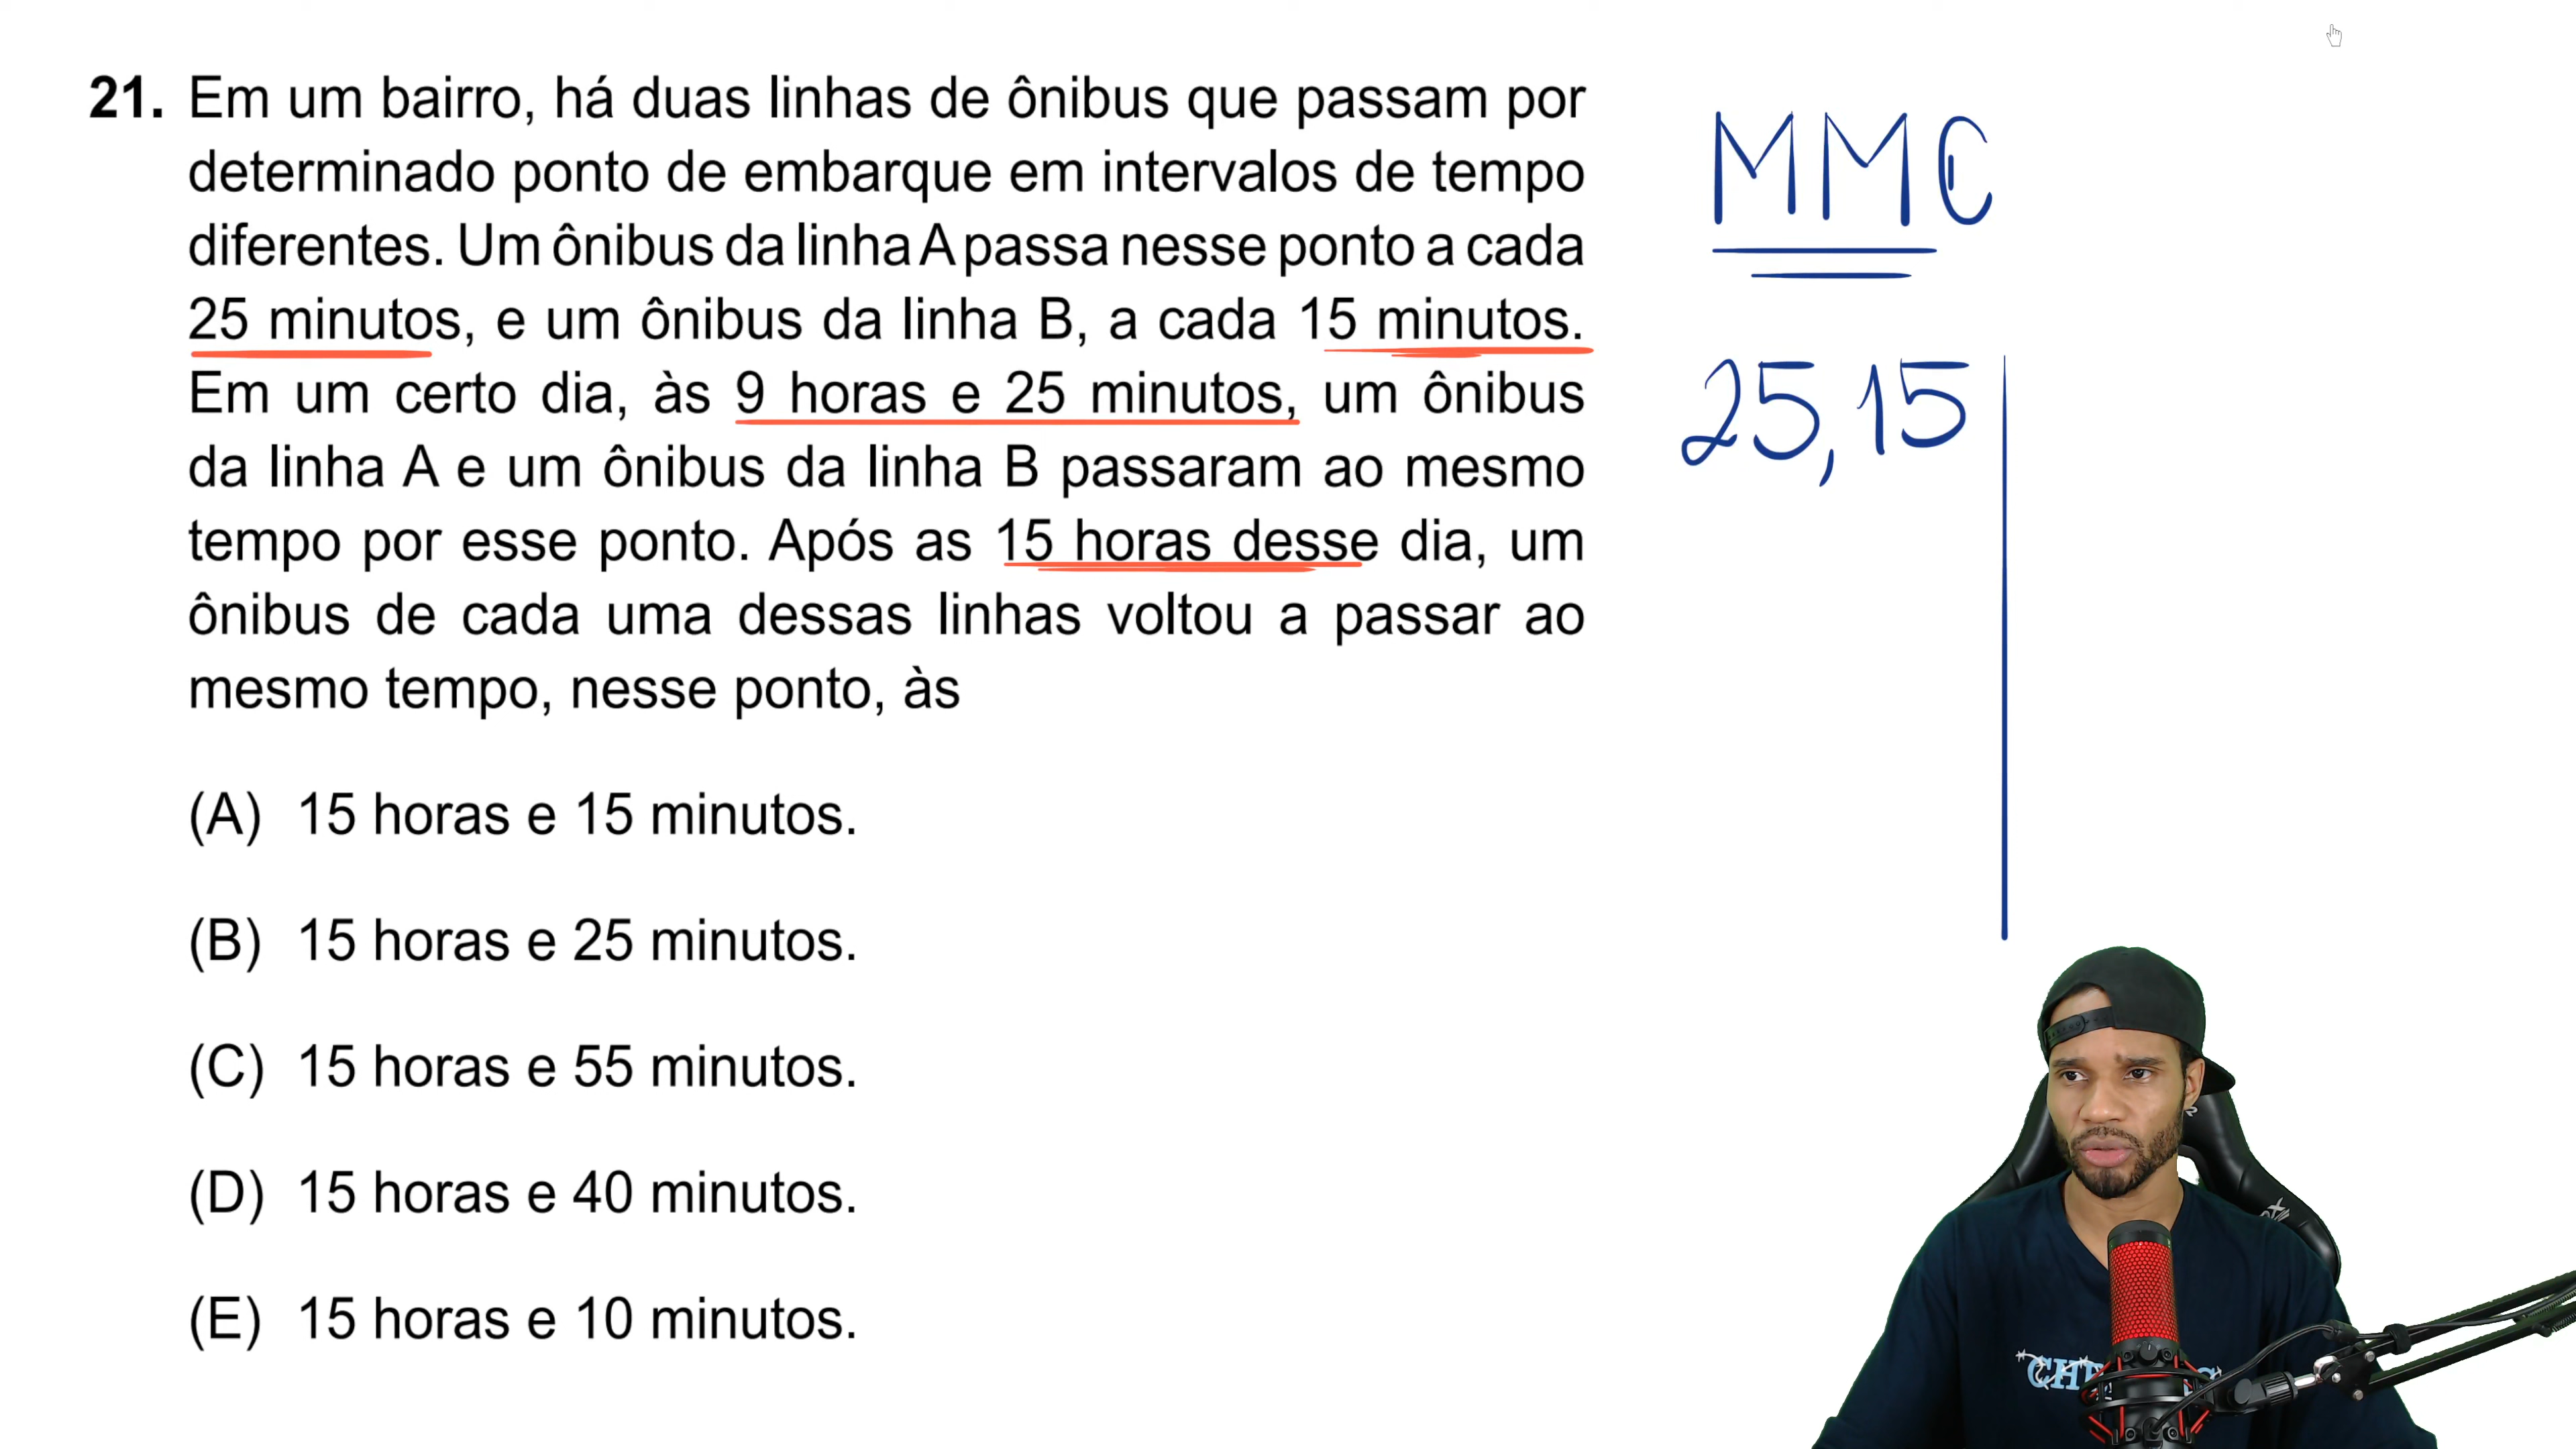 21. Em um bairro, há duas linhas de ônibus que passam por
determinado ponto de embarque em intervalos de tempo
diferentes. Um ônibus da linha A passa nesse ponto a cada
25 minutos, e um ônibus da linha B, a cada 15 minutos.
Em um certo dia, às 9 horas e 25 minutos, um ônibus
da linha A e um ônibus da linha B passaram ao mesmo
tempo por esse ponto. Após as 15 horas desse dia, um
ônibus de cada uma dessas linhas voltou a passar ao
mesmo tempo, nesse ponto, às
(A) 15 horas e 15 minutos.
(B) 15 horas e 25 minutos.
(C) 15 horas e 55 minutos.
(D) 15 horas e 40 minutos.
(E) 15 horas e 10 minutos.
MMC
25,15